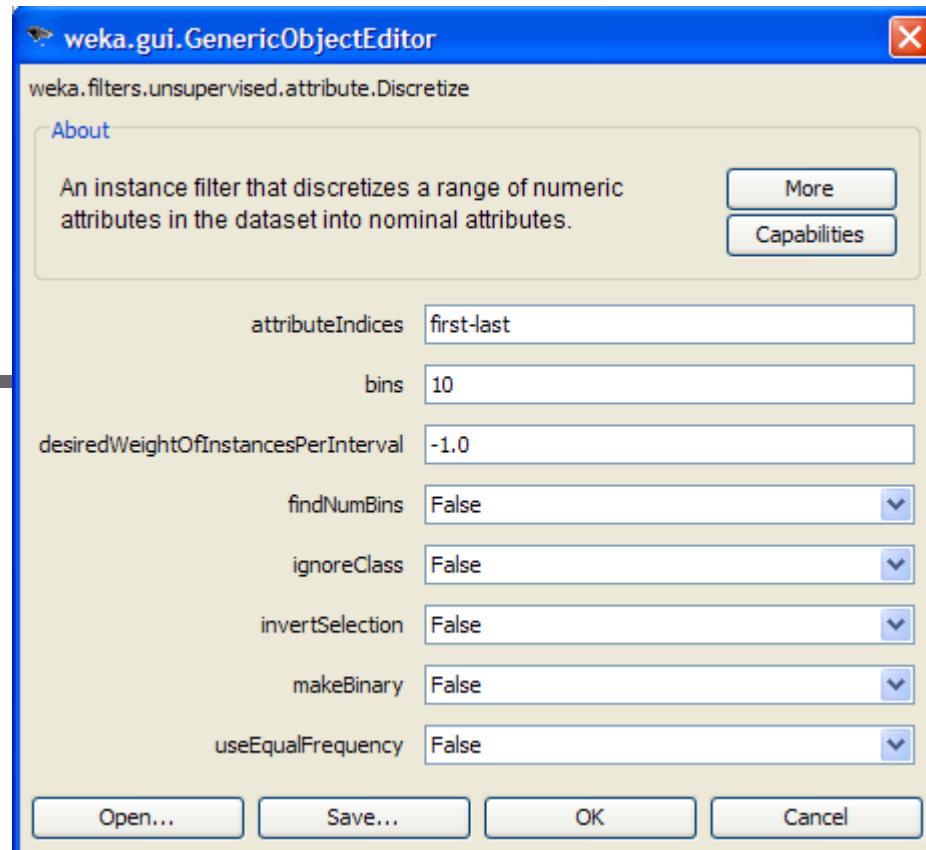 weka.gui.GenericObjectEditor
weka.filters.unsupervised.attribute.Discretize
About
An instance filter that discretizes a range of numeric
attributes in the dataset into nominal attributes.
More
Capabilities
attributeIndices first-last
bins 10
desiredWeightOfInstancesPerInterval -1.0
findNumBins False
ignoreClass False
invertSelection False
makeBinary False
useEqualFrequency False
Open... Save... OK Cancel